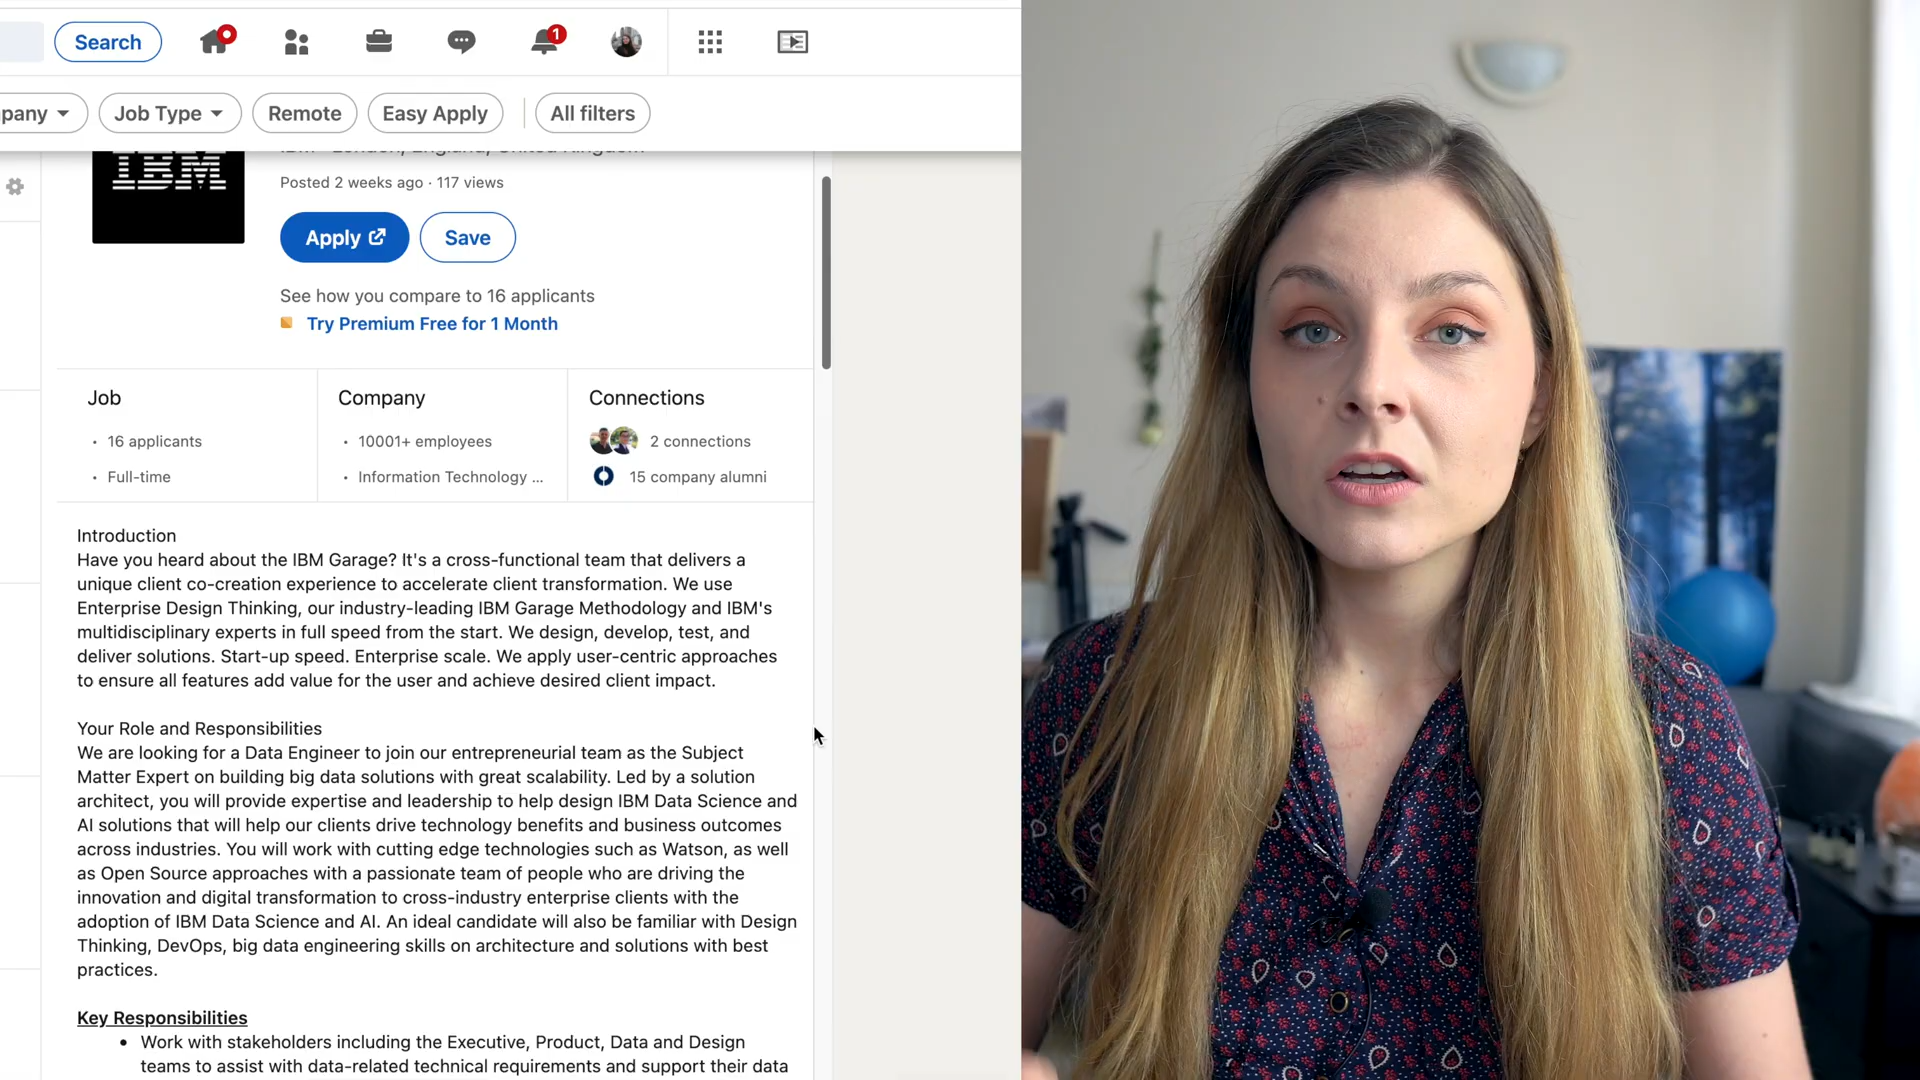 Search
1
pany
Job Type
Remote
Easy Apply
All filters
IBM
IBM · London, England, United Kingdom
Posted 2 weeks ago · 117 views
Apply
Save
See how you compare to 16 applicants
Try Premium Free for 1 Month
Job
• 16 applicants
• Full-time
Company
• 10001+ employees
• Information Technology ...
Connections
2 connections
15 company alumni
Introduction
Have you heard about the IBM Garage? It's a cross-functional team that delivers a
unique client co-creation experience to accelerate client transformation. We use
Enterprise Design Thinking, our industry-leading IBM Garage Methodology and IBM's
multidisciplinary experts in full speed from the start. We design, develop, test, and
deliver solutions. Start-up speed. Enterprise scale. We apply user-centric approaches
to ensure all features add value for the user and achieve desired client impact.
Your Role and Responsibilities
We are looking for a Data Engineer to join our entrepreneurial team as the Subject
Matter Expert on building big data solutions with great scalability. Led by a solution
architect, you will provide expertise and leadership to help design IBM Data Science and
AI solutions that will help our clients drive technology benefits and business outcomes
across industries. You will work with cutting edge technologies such as Watson, as well
as Open Source approaches with a passionate team of people who are driving the
innovation and digital transformation to cross-industry enterprise clients with the
adoption of IBM Data Science and AI. An ideal candidate will also be familiar with Design
Thinking, DevOps, big data engineering skills on architecture and solutions with best
practices.
Key Responsibilities
• Work with stakeholders including the Executive, Product, Data and Design
teams to assist with data-related technical requirements and support their data